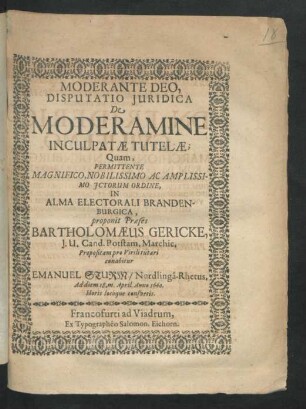 18
MODERANTE DEO,
DISPUTATIO JURIDICA
De
MODERAMINE
INCULPATÆ TUTELÆ;
Quam,
PERMITTENTE
MAGNIFICO, NOBILISSIMO AC AMPLISSI-
MO JCTORUM ORDINE,
IN
ALMA ELECTORALI BRANDEN-
BURGICA,
proponit Præses
BARTHOLOMÆUS GERICKE,
J. U. Cand. Postam, Marchic,
Propositam pro Virili tueri
conabitur
EMANUEL STURM / Nordlingâ-Rhetus,
Ad diem m. April. Anno 1660.
Horis locoque consuetis.
Francofurti ad Viadrum,
Ex Typographéo Salomon. Eichorn.